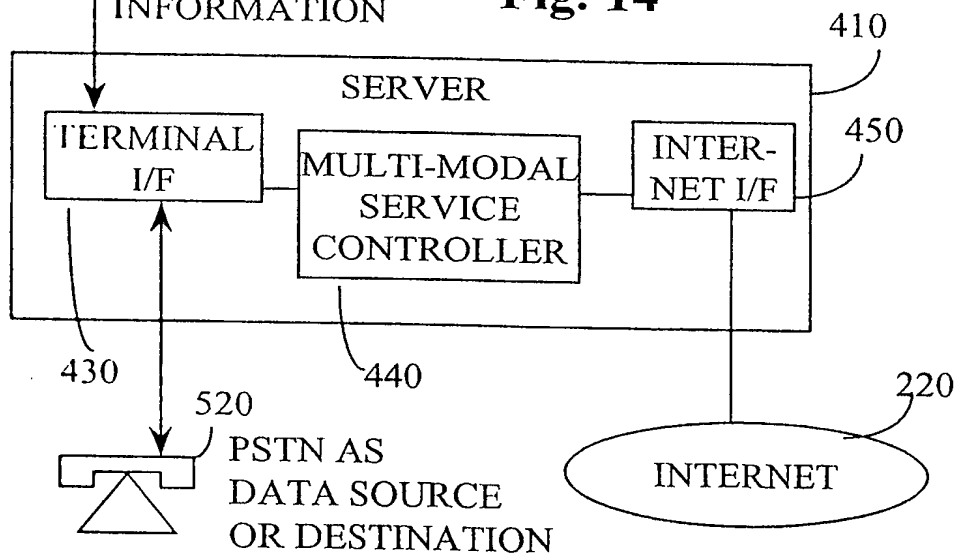 INFORMATION
Fig. 14
410
SERVER
TERMINAL
I/F
MULTI-MODAL
SERVICE
CONTROLLER
INTER-
NET I/F
450
430
440
520
PSTN AS
DATA SOURCE
OR DESTINATION
220
INTERNET